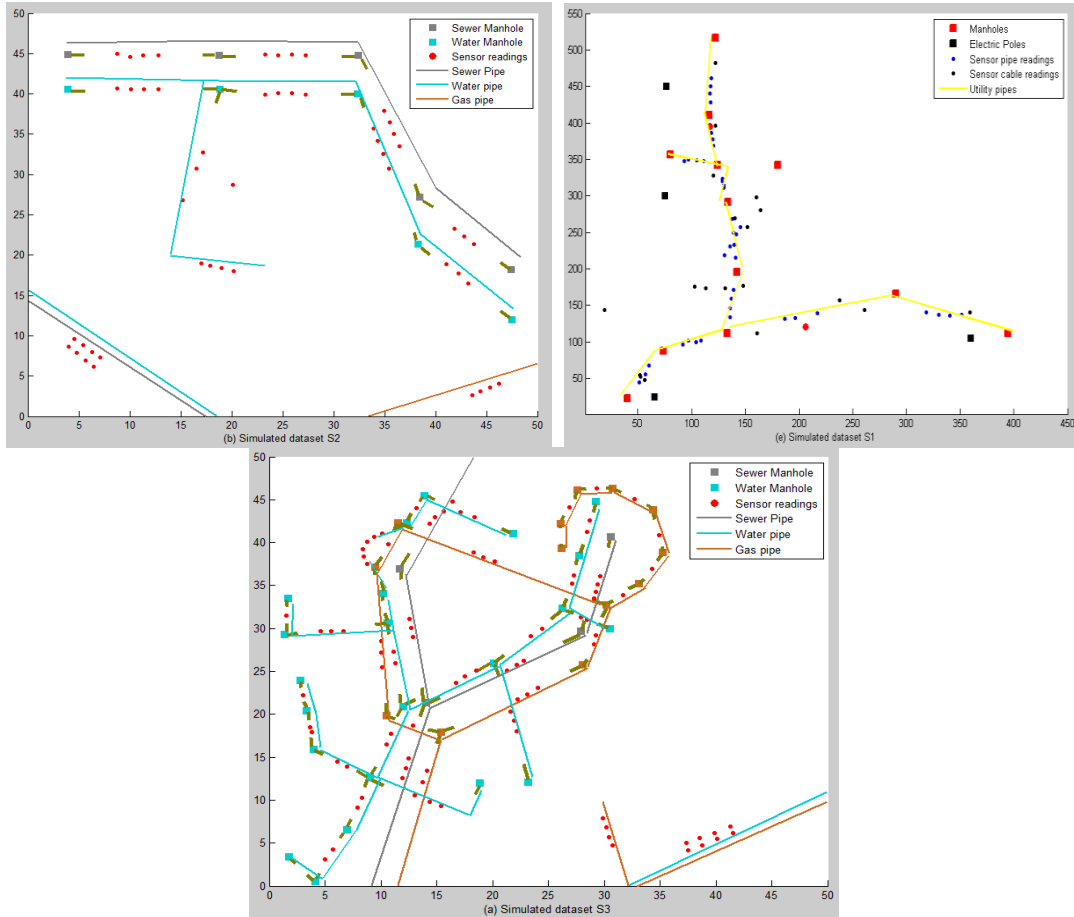 50
45
40
35
30
25
20
15
10
5
0
0 5 10 15 20 25 30 35 40 45 50
Sewer Manhole
Water Manhole
Sensor readings
Sewer Pipe
Water pipe
Gas pipe
(b) Simulated dataset S2
550
500
450
400
350
300
250
200
150
100
50
50 100 150 200 250 300 350 400 450
Manholes
Electric Poles
Sensor pipe readings
Sensor cable readings
Utility pipes
(e) Simulated dataset S1
50
45
40
35
30
25
20
15
10
5
0
0 5 10 15 20 25 30 35 40 45 50
Sewer Manhole
Water Manhole
Sensor readings
Sewer Pipe
Water pipe
Gas pipe
(a) Simulated dataset S3